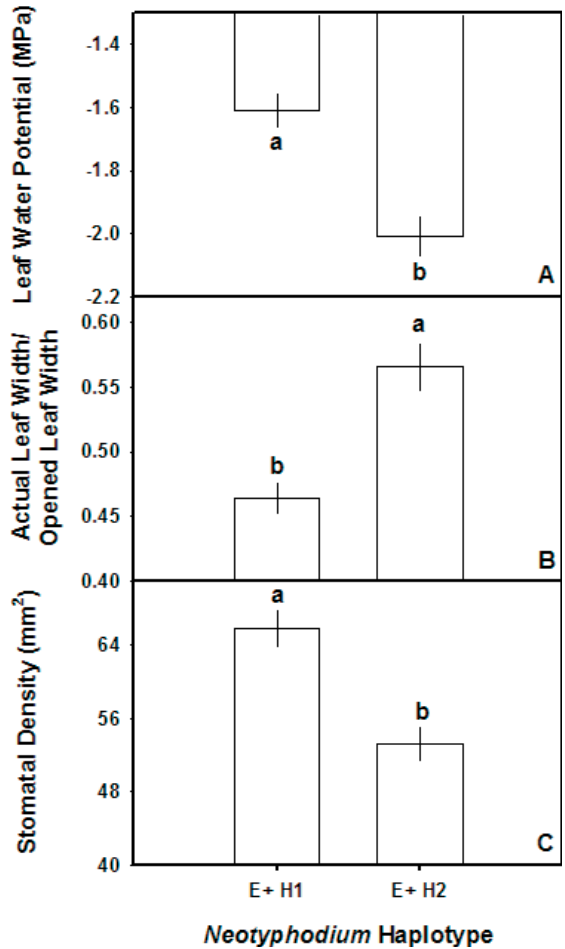 Leaf Water Potential (MPa)
-1.4
-1.6
-1.8
-2.0
-2.2
a
b
A
Actual Leaf Width/
Opened Leaf Width
0.60
0.55
0.50
0.45
0.40
b
a
B
Stomatal Density (mm²)
64
56
48
40
a
b
C
E+ H1 E+ H2
Neotyphodium Haplotype